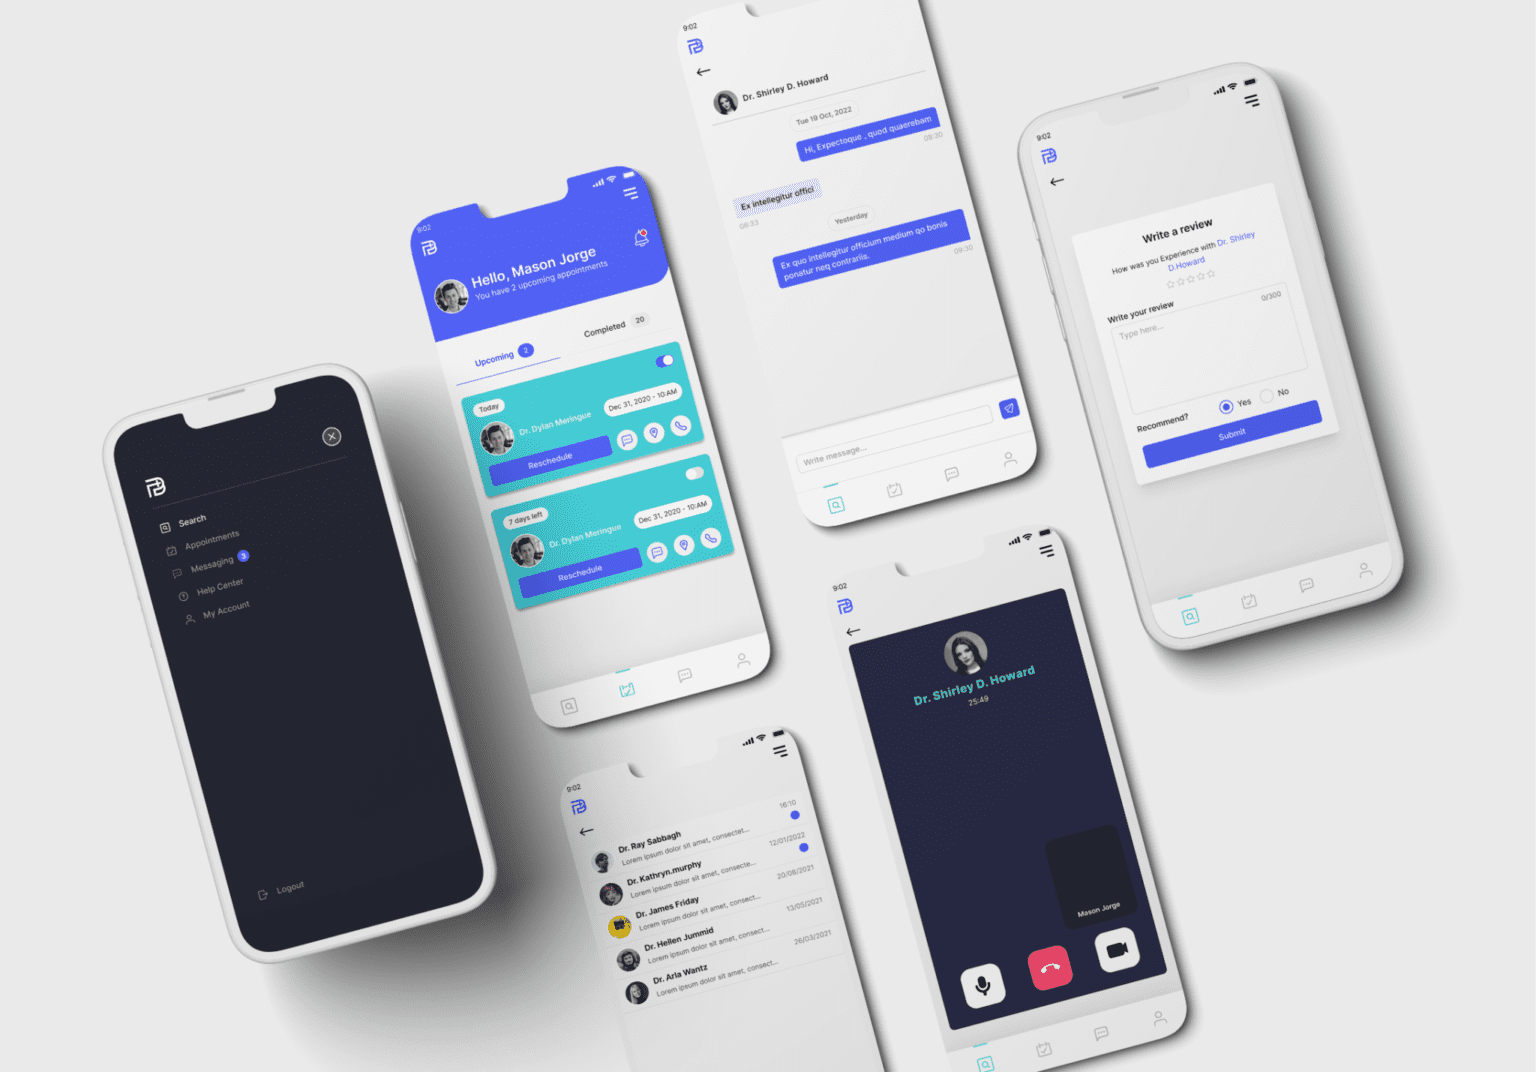 Search
Appointments
Messaging 3
Help Center
My Account
Logout
9:02
Hello, Mason Jorge
You have 2 upcoming appointments
Upcoming 2
Completed 20
Today
Dec 31, 2020 - 10:AM
Dr. Dylan Meringue
Reschedule
7 days left
Dec 31, 2020 - 10:AM
Dr. Dylan Meringue
Reschedule
9:02
Dr. Shirley D. Howard
Tue 19 Oct, 2022
Hi, Expectoque , quod quaerebam
09:30
Ex intellegitur offici
09:33
Yesterday
Ex quo intellegitur officium medium qo bonis
ponatur neq contrariis.
09:30
Write message...
9:02
Write a review
How was you Experience with Dr. Shirley
D.Howard
Write your review
0/300
Type here...
Recommend?
Yes
No
Submit
9:02
Dr. Ray Sabbagh
16:10
Lorem ipsum dolor sit amet, consectet...
Dr. Kathryn.murphy
12/01/2022
Lorem ipsum dolor sit amet, consecte...
Dr. James Friday
20/08/2021
Lorem ipsum dolor sit amet, consect...
Dr. Hellen Jummid
13/05/2021
Lorem ipsum dolor sit amet, consect...
Dr. Arla Wantz
26/03/2021
Lorem ipsum dolor sit amet, consect...
9:02
Dr. Shirley D. Howard
25:49
Mason Jorge